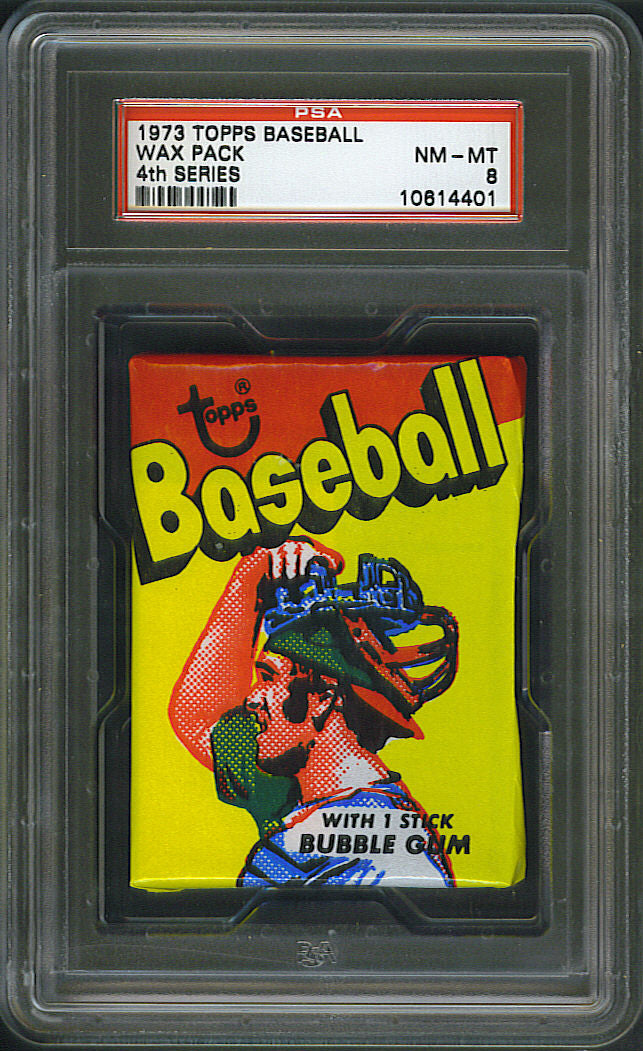 PSA
1973 TOPPS BASEBALL
WAX PACK NM-MT
4th SERIES 8
10614401
topps®
Baseball
WITH 1 STICK
BUBBLE GUM
PSA